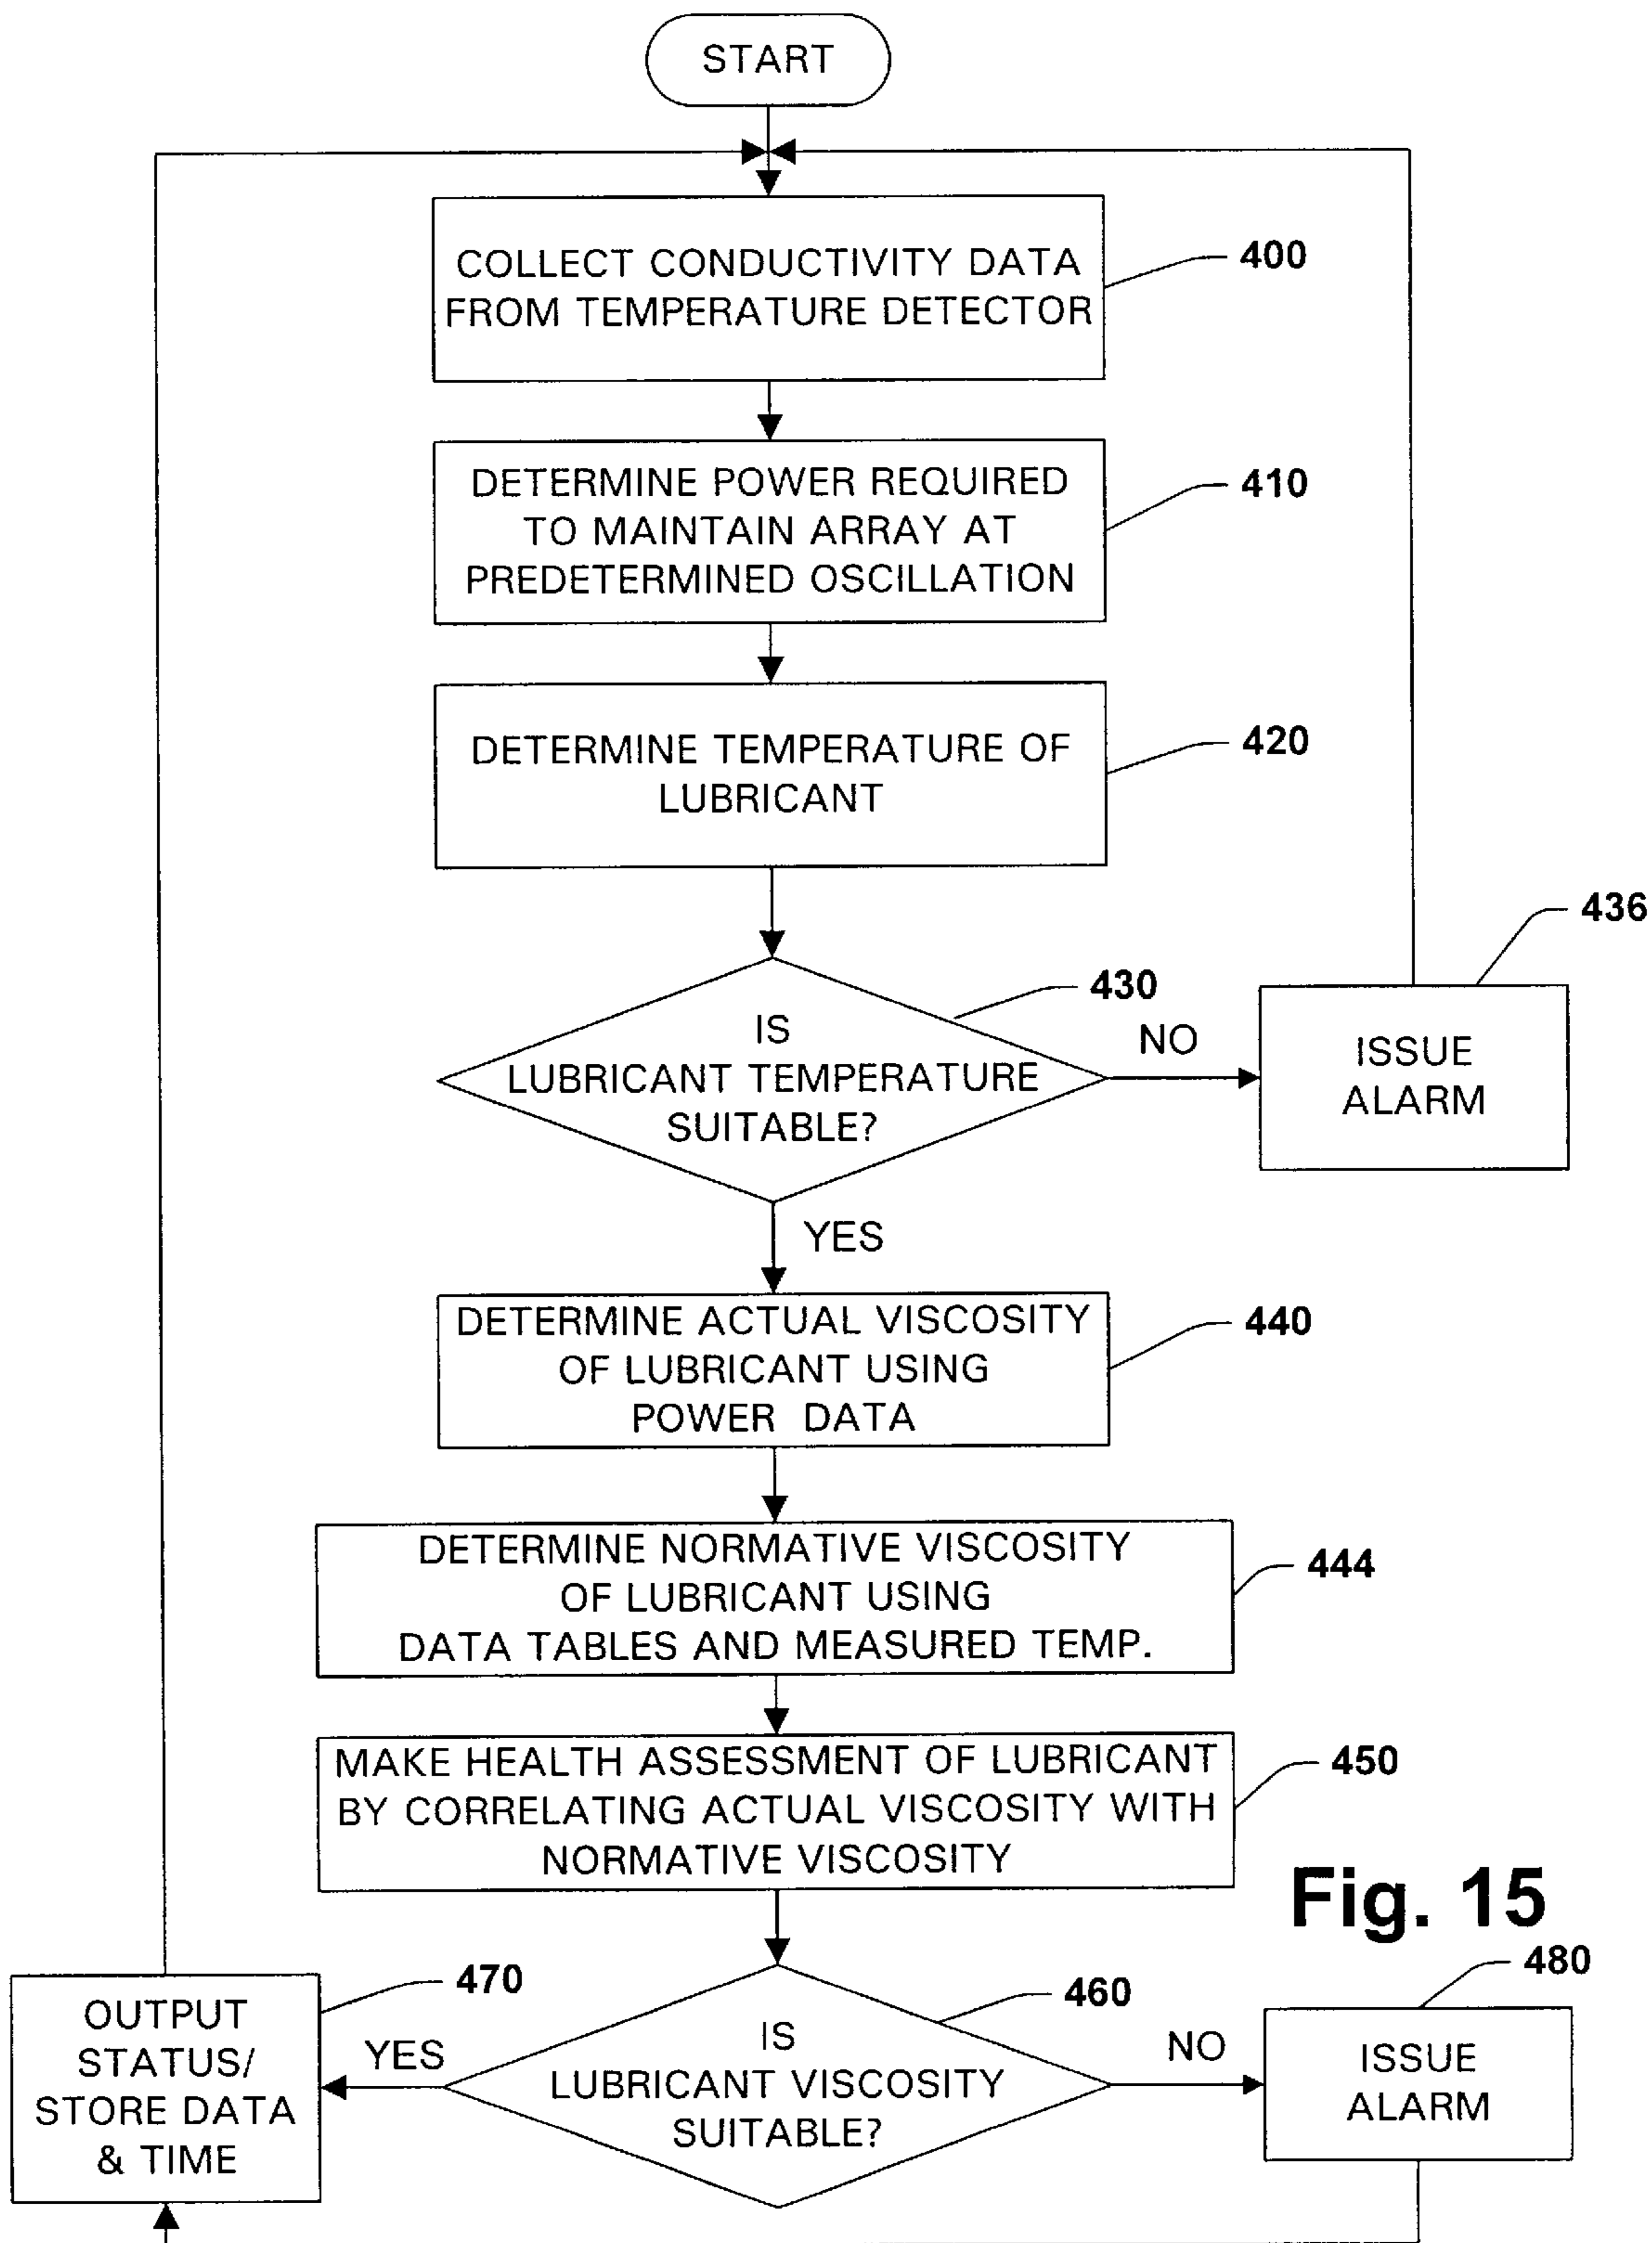 START
COLLECT CONDUCTIVITY DATA
FROM TEMPERATURE DETECTOR
400
DETERMINE POWER REQUIRED
TO MAINTAIN ARRAY AT
PREDETERMINED OSCILLATION
410
DETERMINE TEMPERATURE OF
LUBRICANT
420
IS
LUBRICANT TEMPERATURE
SUITABLE?
430
NO
ISSUE
ALARM
436
YES
DETERMINE ACTUAL VISCOSITY
OF LUBRICANT USING
POWER DATA
440
DETERMINE NORMATIVE VISCOSITY
OF LUBRICANT USING
DATA TABLES AND MEASURED TEMP.
444
MAKE HEALTH ASSESSMENT OF LUBRICANT
BY CORRELATING ACTUAL VISCOSITY WITH
NORMATIVE VISCOSITY
450
Fig. 15
OUTPUT
STATUS/
STORE DATA
& TIME
470
YES
IS
LUBRICANT VISCOSITY
SUITABLE?
460
NO
ISSUE
ALARM
480